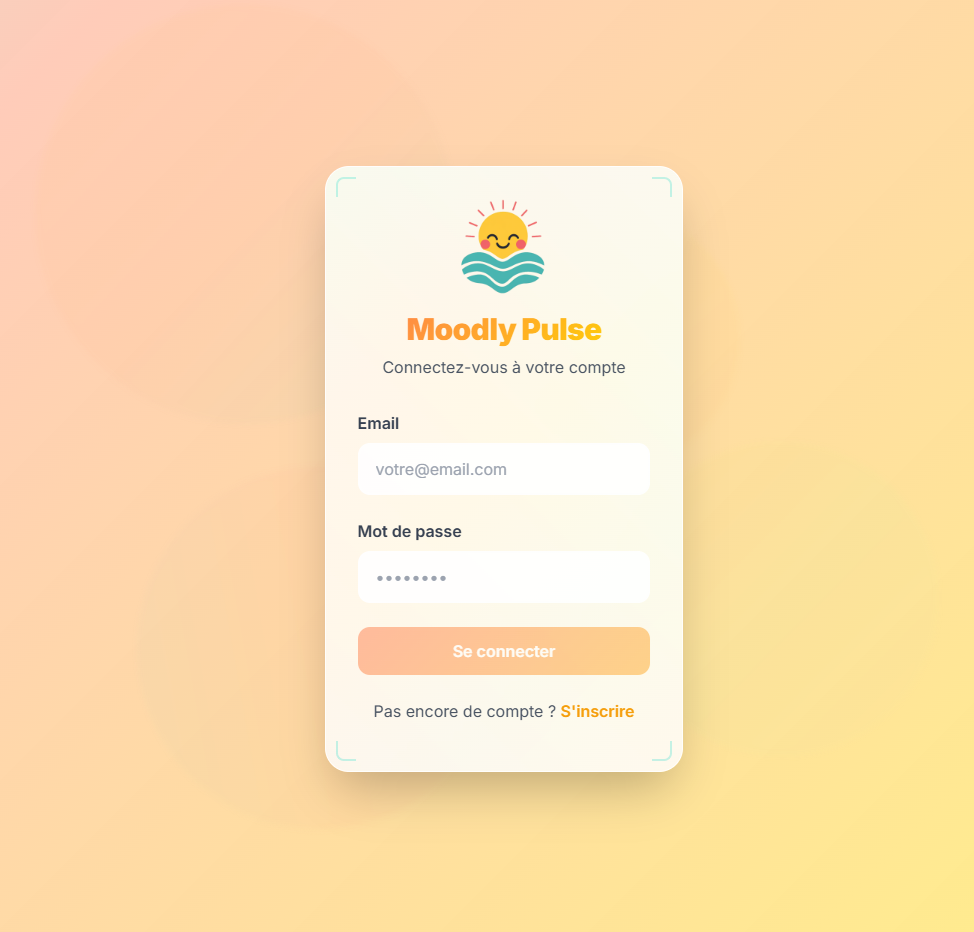 Moodly Pulse
Connectez-vous à votre compte
Email
votre@email.com
Mot de passe
••••••••
Se connecter
Pas encore de compte ? S'inscrire